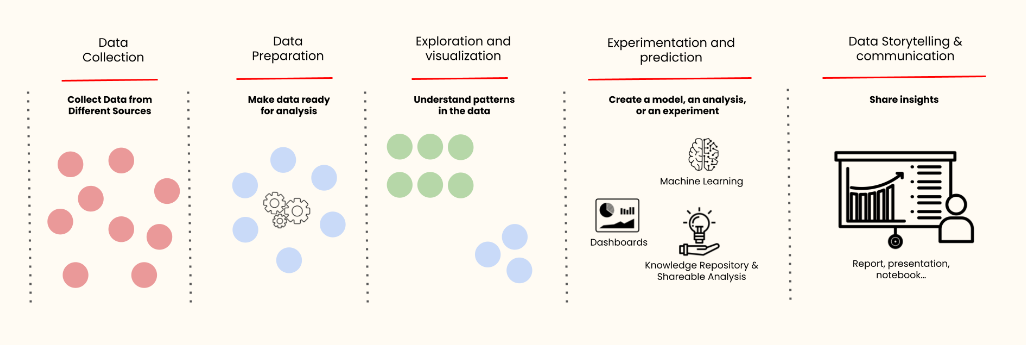 Data
Collection
Collect Data from
Different Sources
Data
Preparation
Make data ready
for analysis
Exploration and
visualization
Understand patterns
in the data
Experimentation and
prediction
Create a model, an analysis,
or an experiment
Machine Learning
Dashboards
Knowledge Repository &
Shareable Analysis
Data Storytelling &
communication
Share insights
Report, presentation,
notebook...